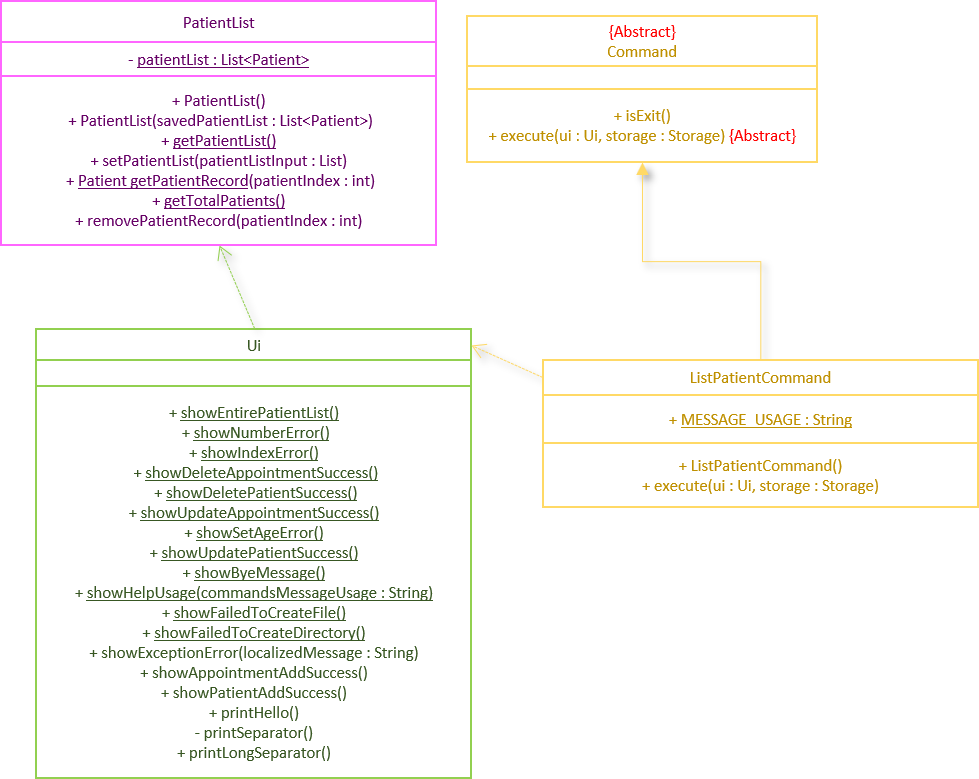 PatientList
- patientList : List<Patient>
+ PatientList()
+ PatientList(savedPatientList : List<Patient>)
+ getPatientList()
+ setPatientList(patientListInput : List)
+ Patient getPatientRecord(patientIndex : int)
+ getTotalPatients()
+ removePatientRecord(patientIndex : int)
{Abstract}
Command
+ isExit()
+ execute(ui : Ui, storage : Storage) {Abstract}
Ui
+ showEntirePatientList()
+ showNumberError()
+ showIndexError()
+ showDeleteAppointmentSuccess()
+ showDeletePatientSuccess()
+ showUpdateAppointmentSuccess()
+ showSetAgeError()
+ showUpdatePatientSuccess()
+ showByeMessage()
+ showHelpUsage(commandsMessageUsage : String)
+ showFailedToCreateFile()
+ showFailedToCreateDirectory()
+ showExceptionError(localizedMessage : String)
+ showAppointmentAddSuccess()
+ showPatientAddSuccess()
+ printHello()
- printSeparator()
+ printLongSeparator()
ListPatientCommand
+ MESSAGE_USAGE : String
+ ListPatientCommand()
+ execute(ui : Ui, storage : Storage)